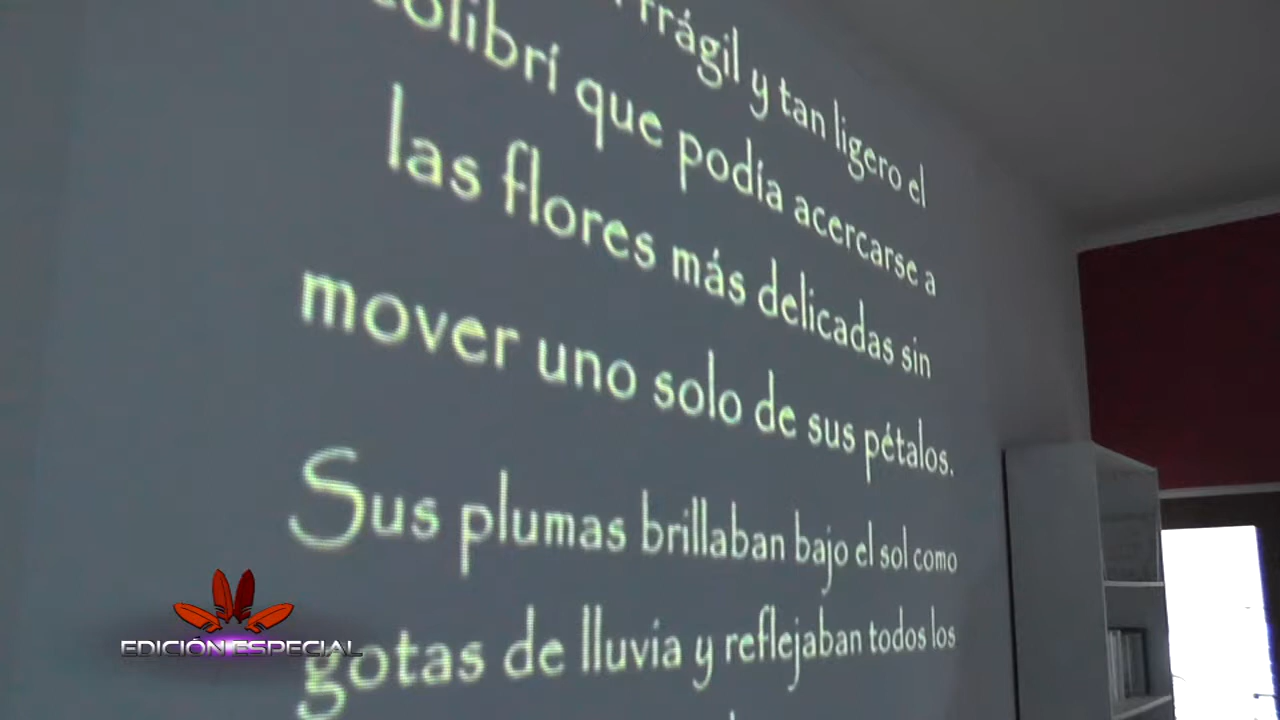 frágil y tan ligero el
colibrí que podía acercarse a
las flores más delicadas sin
mover uno solo de sus pétalos.
Sus plumas brillaban bajo el sol como
gotas de lluvia y reflejaban todos los
EDICIÓN ESPECIAL